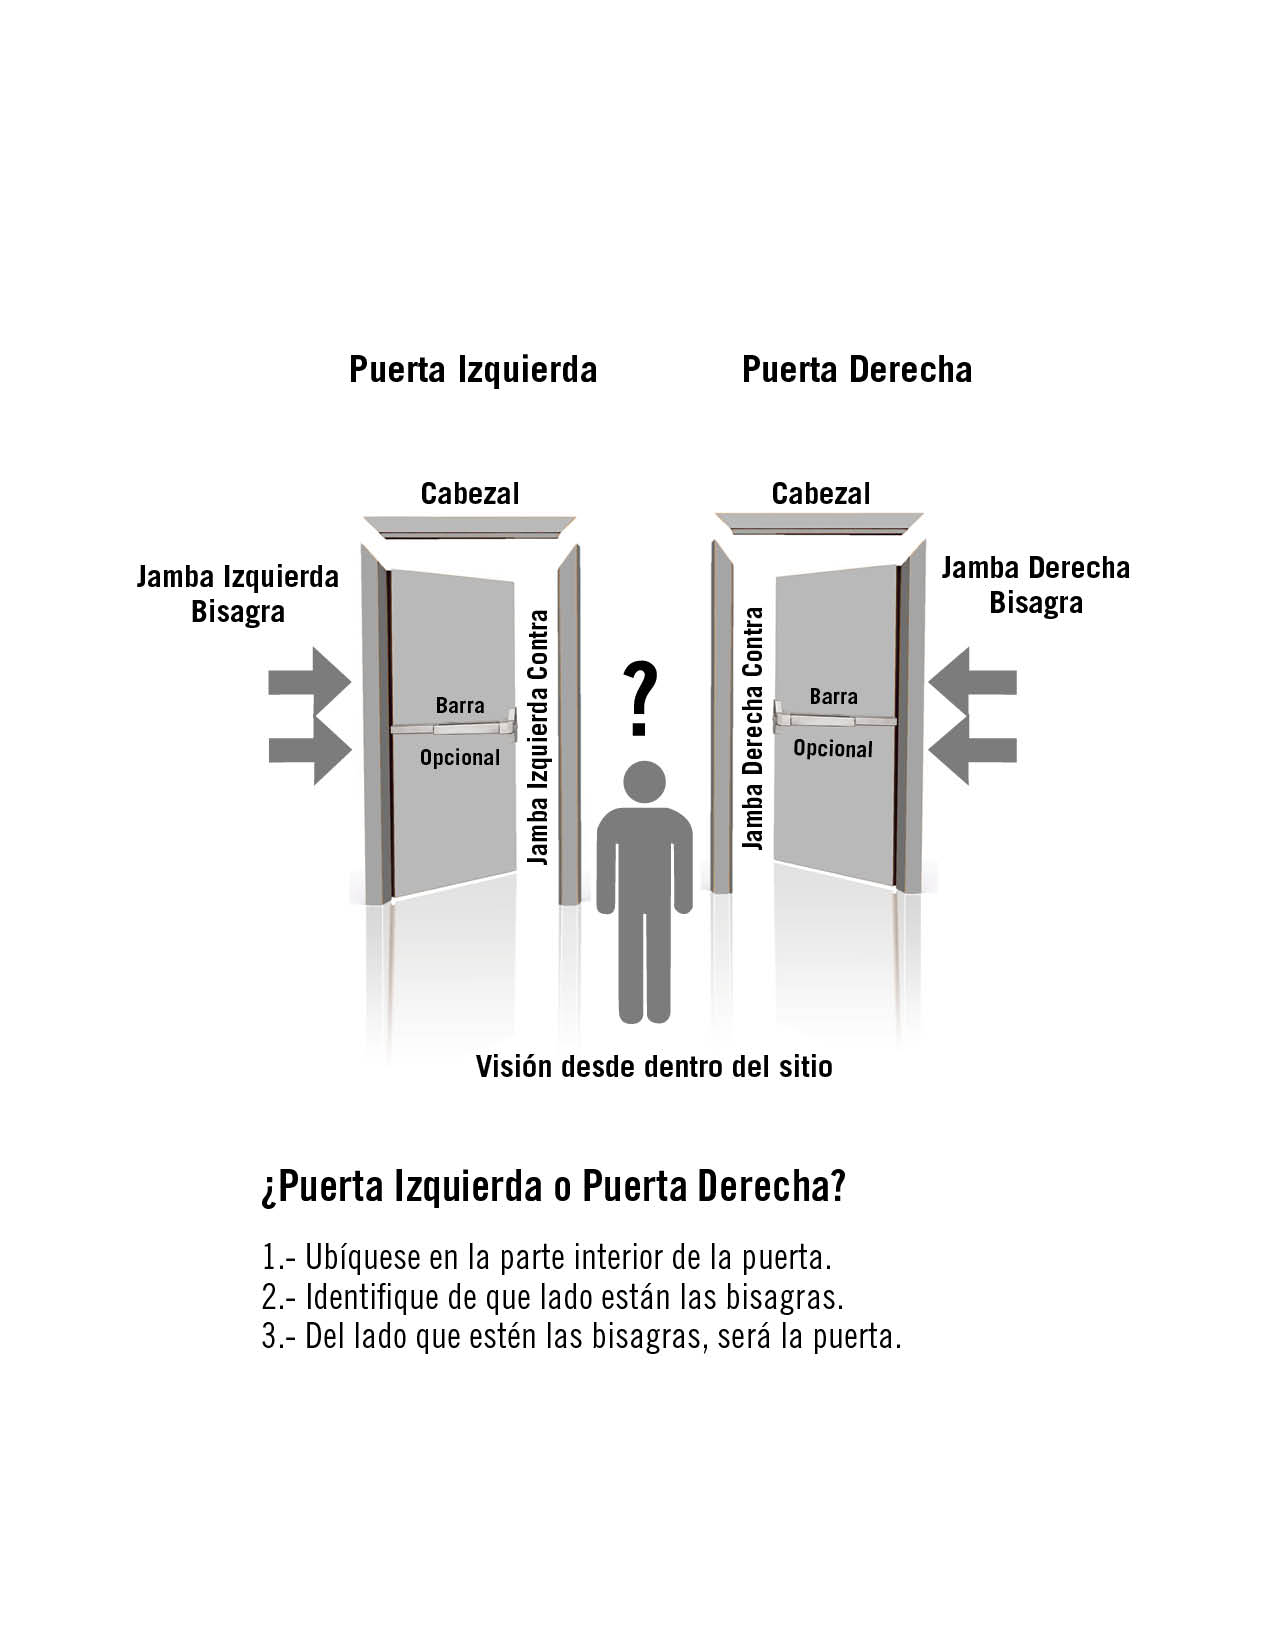 Puerta Izquierda
Puerta Derecha
Cabezal
Cabezal
Jamba Izquierda
Bisagra
Jamba Derecha
Bisagra
Jamba Izquierda Contra
Jamba Derecha Contra
?
Barra
Opcional
Barra
Opcional
Visión desde dentro del sitio
¿Puerta Izquierda o Puerta Derecha?
1.- Ubíquese en la parte interior de la puerta.
2.- Identifique de que lado están las bisagras.
3.- Del lado que estén las bisagras, será la puerta.